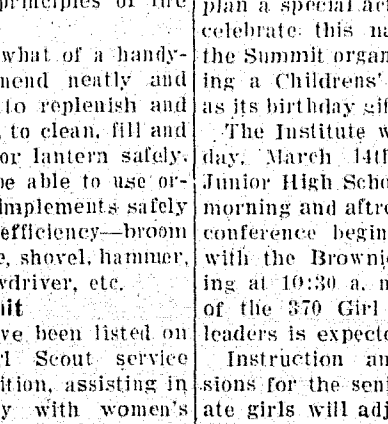 principles of fire
what of a handy-
mend neatly and
to replenish and
, to clean, fill and
or lantern safely.
be able to use or-
implements safely
efficiency—broom
e, shovel, hammer,
wdriver, etc.
nit
ve been listed on
rl Scout service
ition, assisting in
y with women's
plan a special act
celebrate this na
the Summit organ
ing a Childrens'
as its birthday gif
The Institute w
day, March 14th
Junior High Scho
morning and aftre
conference begin
with the Browni
ing at 10:30 a. m
of the 370 Girl
leaders is expecte
Instruction an
sions for the seni
ate girls will adj